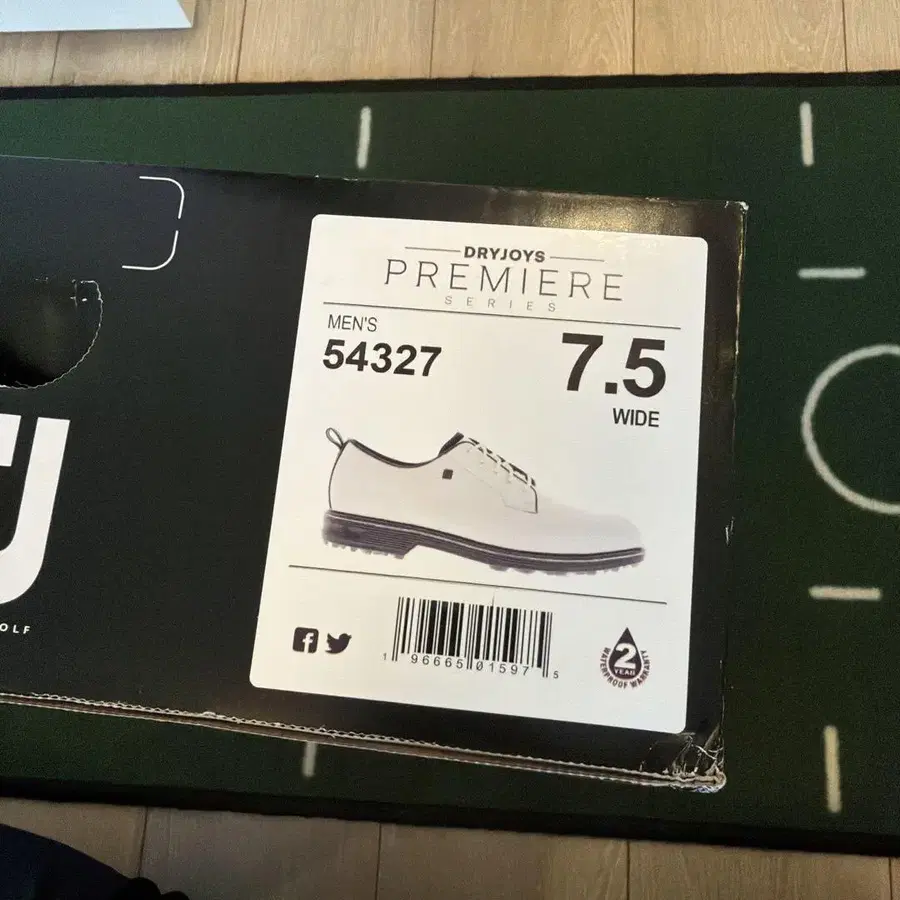 DRYJOYS
PREMIERE
SERIES
MEN'S
54327
7.5
WIDE
1 96665 01597 5
2
YEAR
WATERPROOF WARRANTY
J
OLF